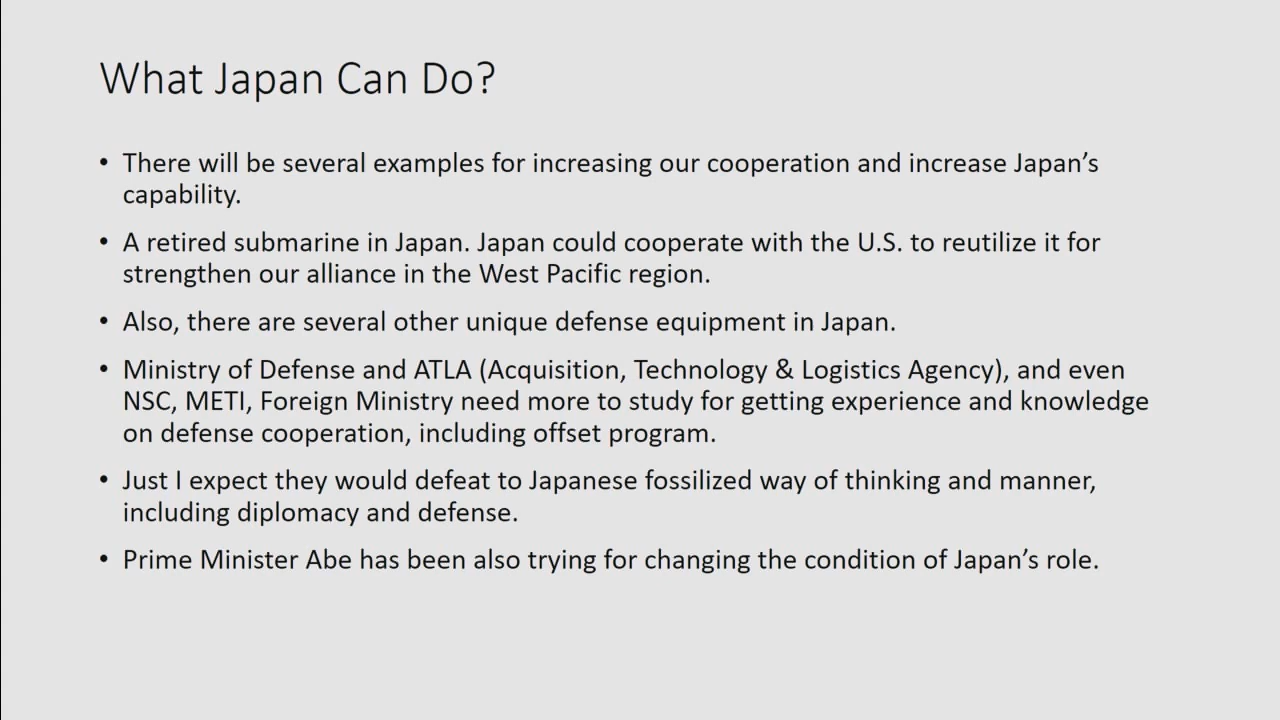 What Japan Can Do?
• There will be several examples for increasing our cooperation and increase Japan’s
capability.
• A retired submarine in Japan. Japan could cooperate with the U.S. to reutilize it for
strengthen our alliance in the West Pacific region.
• Also, there are several other unique defense equipment in Japan.
• Ministry of Defense and ATLA (Acquisition, Technology & Logistics Agency), and even
NSC, METI, Foreign Ministry need more to study for getting experience and knowledge
on defense cooperation, including offset program.
• Just I expect they would defeat to Japanese fossilized way of thinking and manner,
including diplomacy and defense.
• Prime Minister Abe has been also trying for changing the condition of Japan’s role.